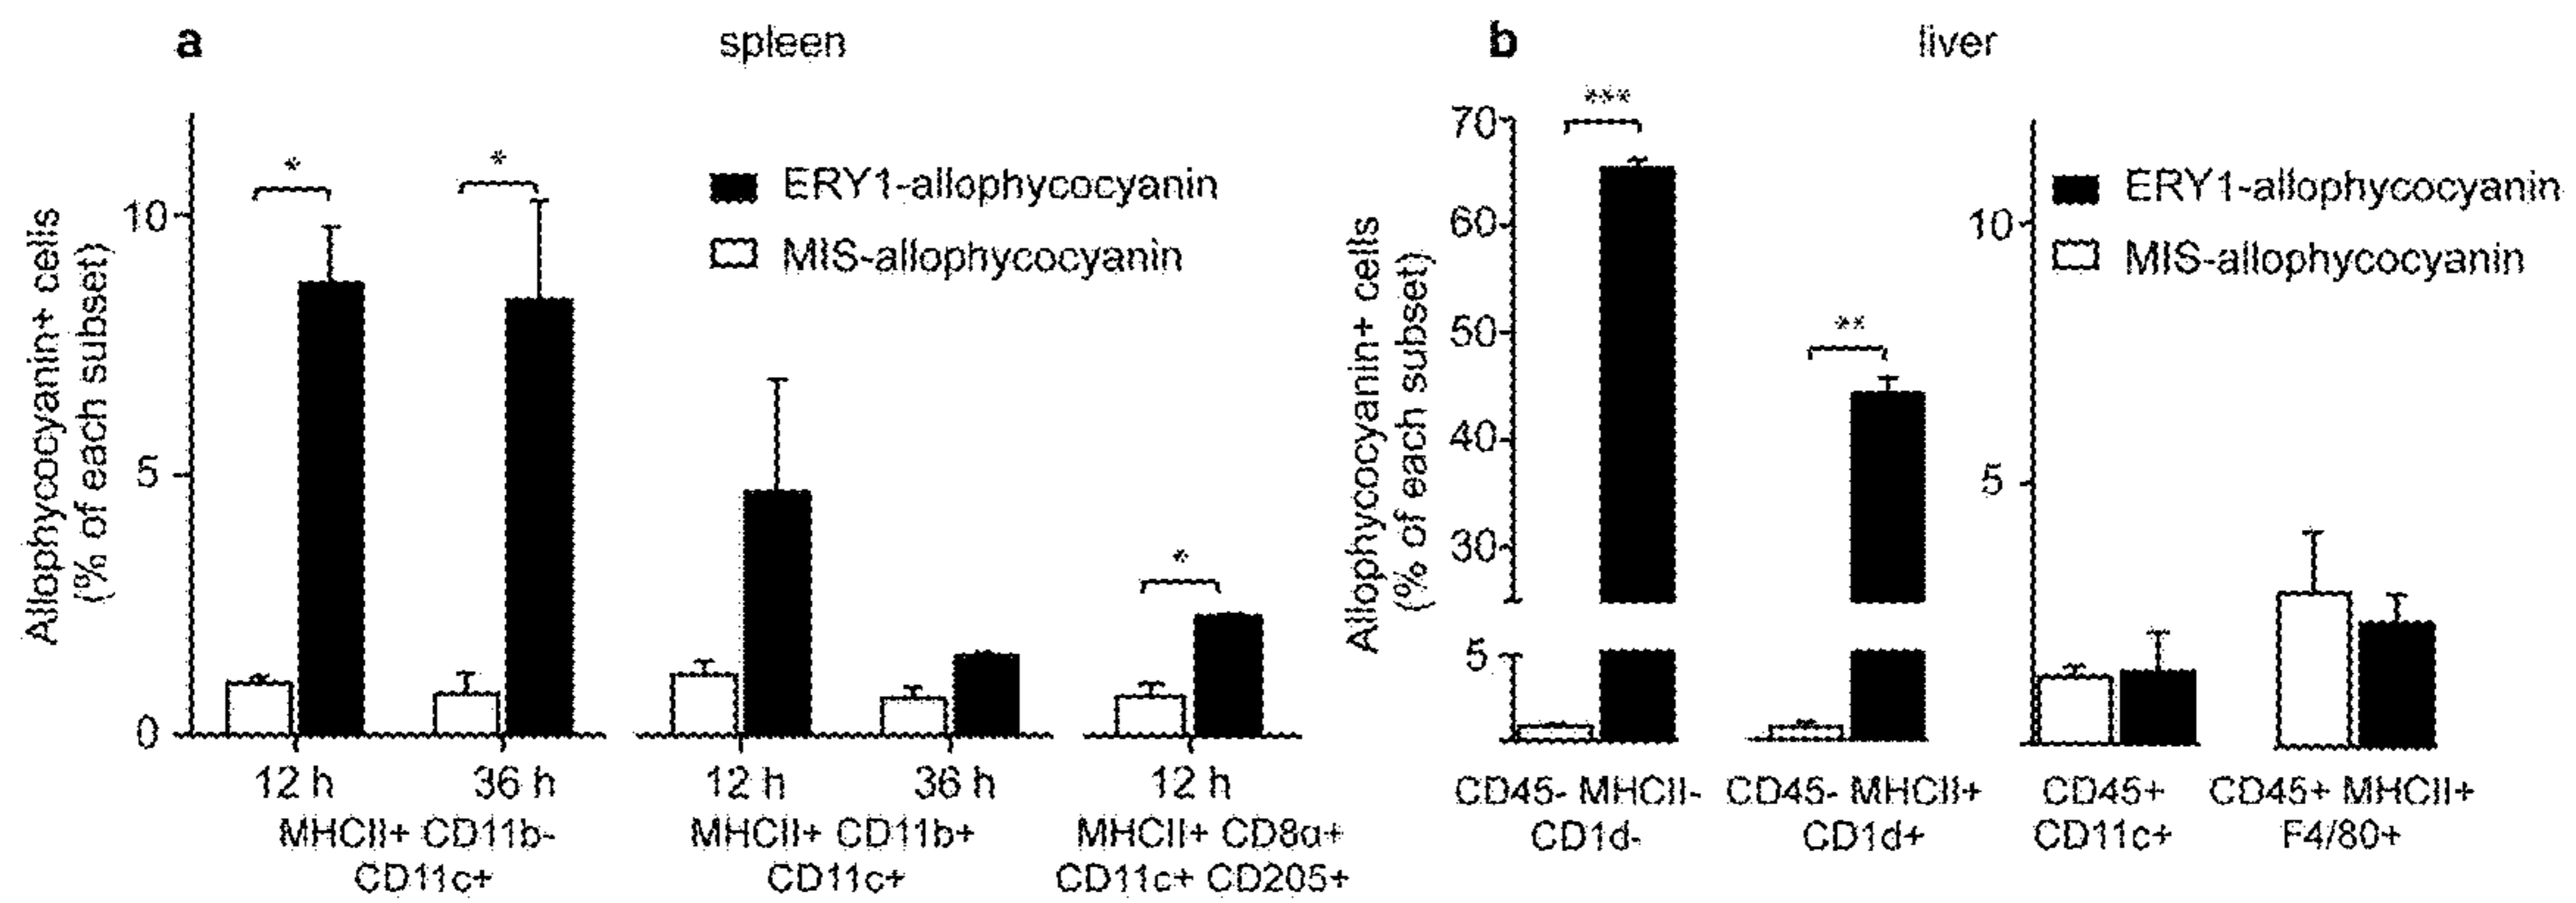 a
spleen
Allophycocyanin+ cells
(% of each subset)
10
5
0
*
*
*
ERY1-allophycocyanin
MIS-allophycocyanin
12 h
36 h
12 h
36 h
12 h
MHCII+ CD11b-
CD11c+
MHCII+ CD11b+
CD11c+
MHCII+ CD8α+
CD11c+ CD205+
b
liver
Allophycocyanin+ cells
(% of each subset)
70
60
50
40
30
5
***
**
10
5
ERY1-allophycocyanin
MIS-allophycocyanin
CD45- MHCII-
CD1d-
CD45- MHCII+
CD1d+
CD45+
CD11c+
CD45+ MHCII+
F4/80+